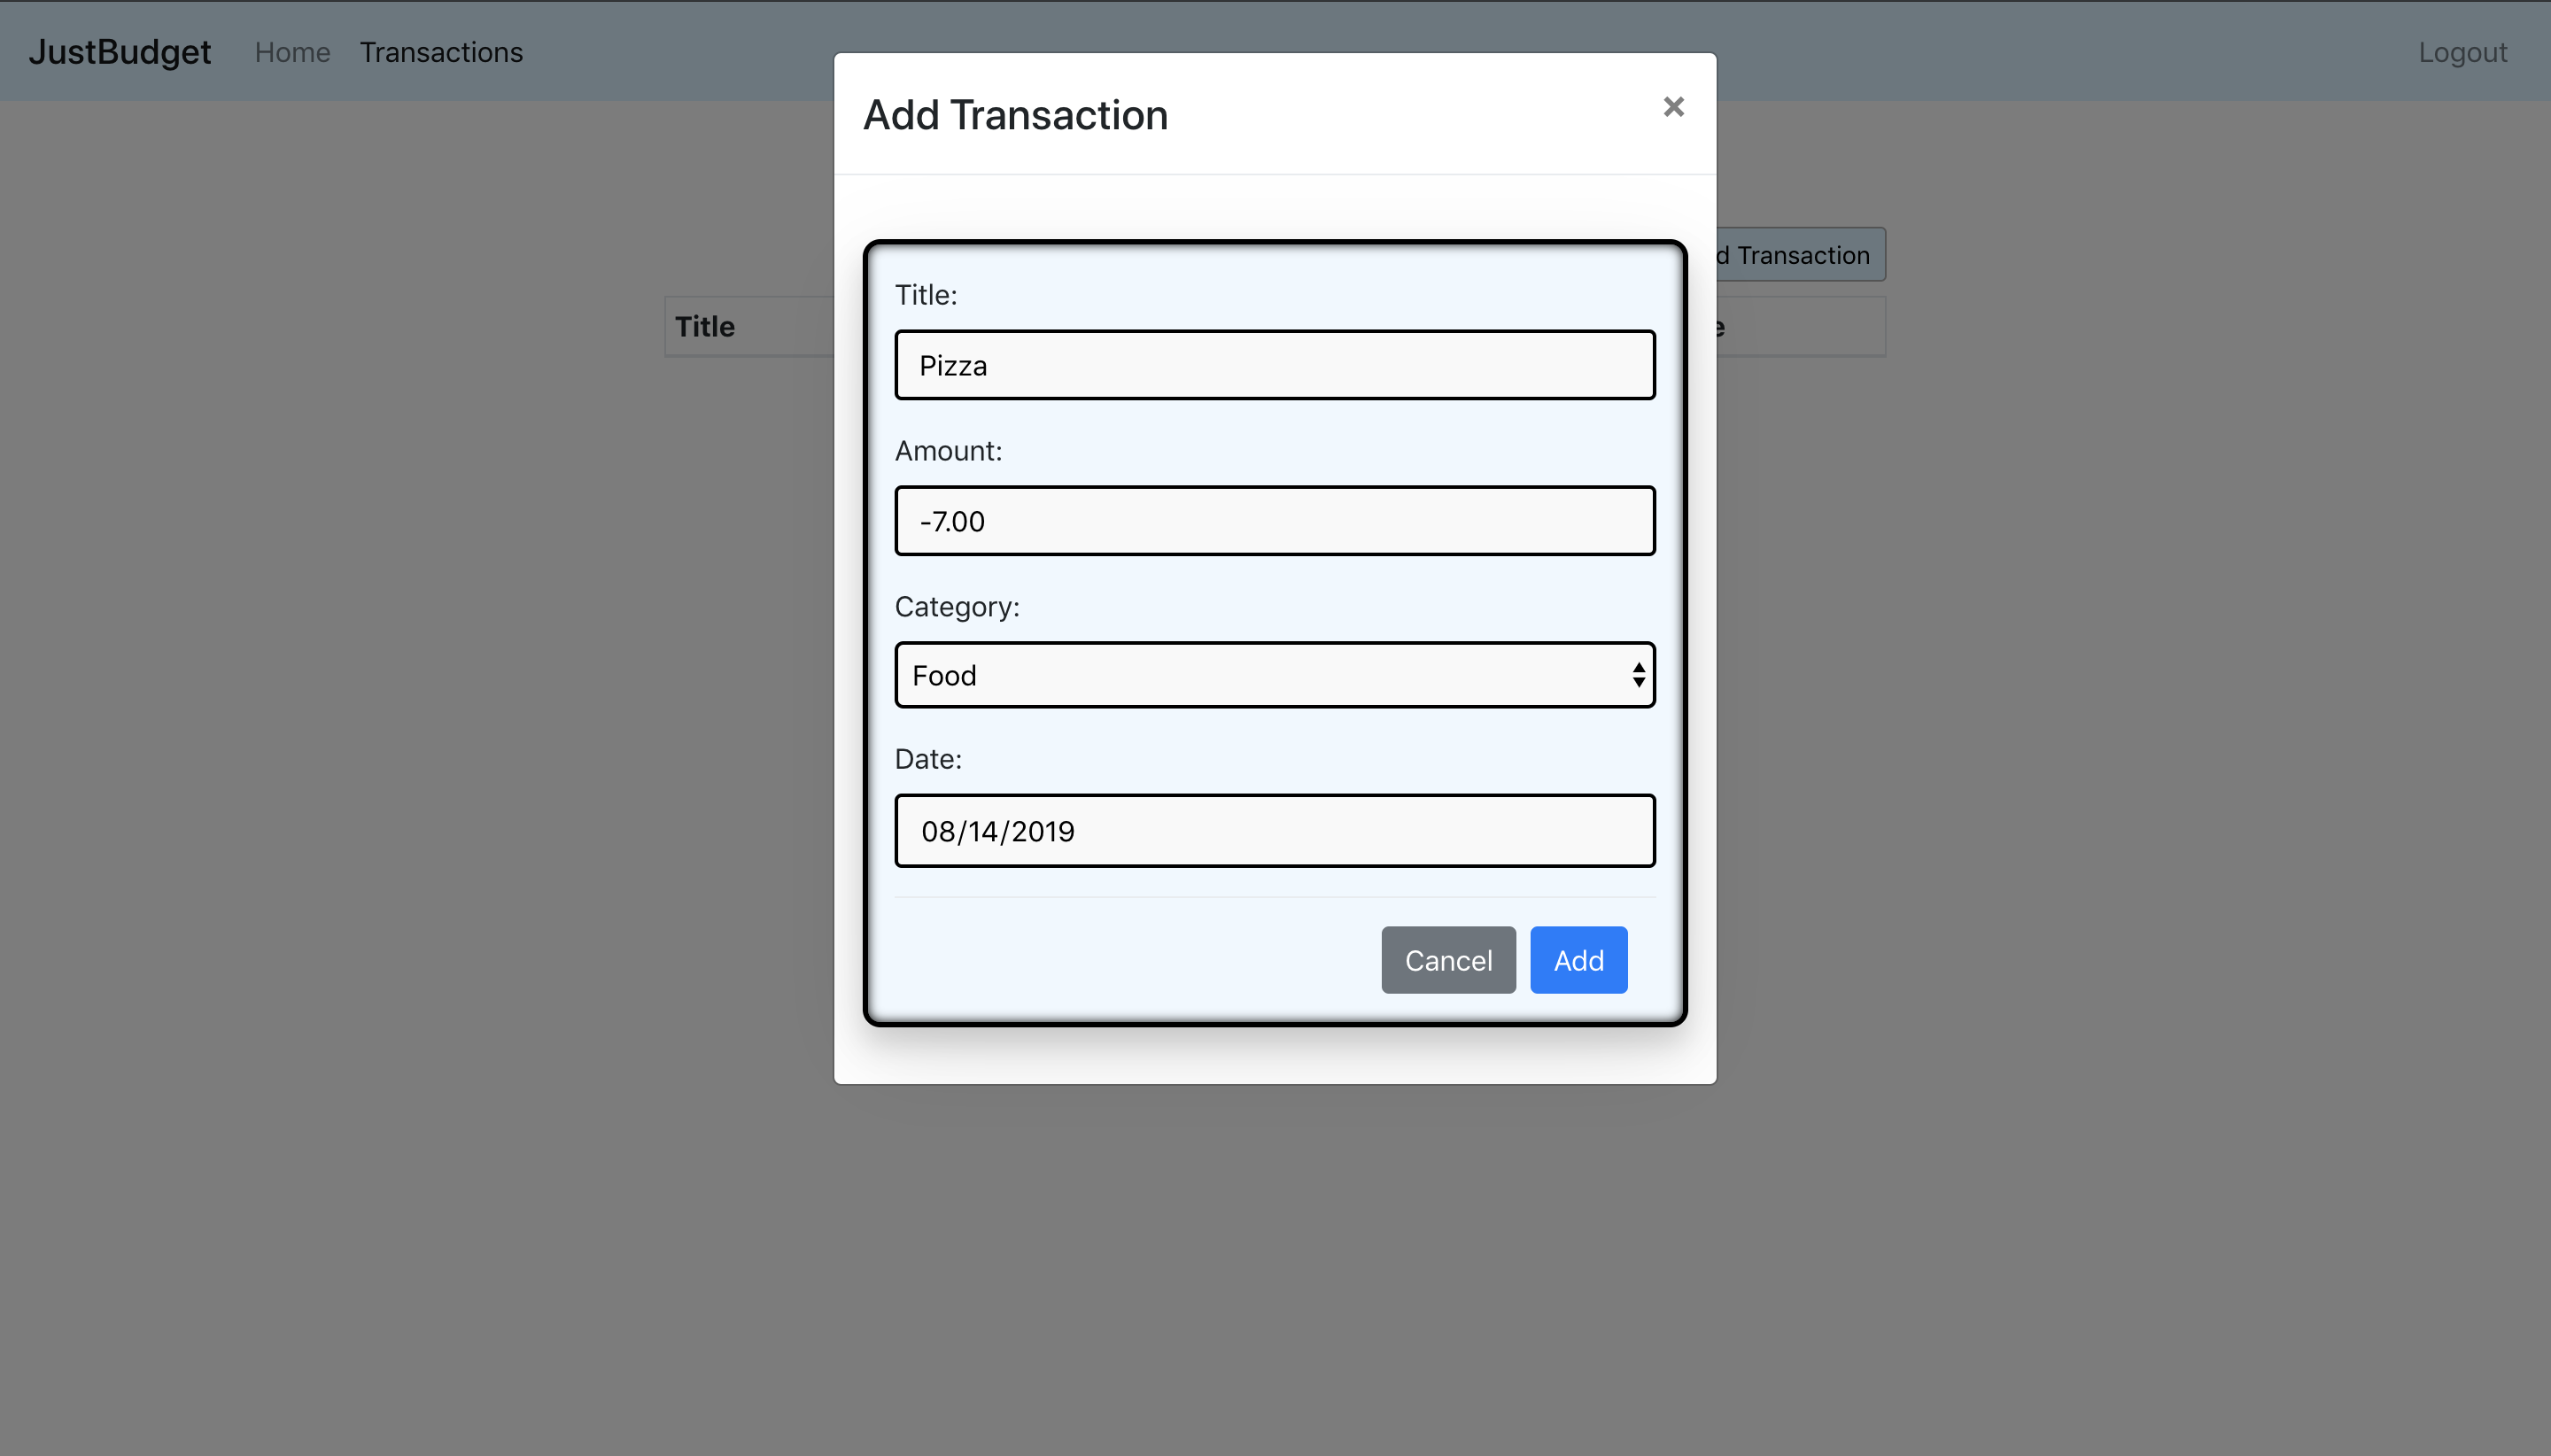 JustBudget Home Transactions Logout
Add Transaction ×
d Transaction
Title
e
Title:
Pizza
Amount:
-7.00
Category:
Food
Date:
08/14/2019
Cancel Add